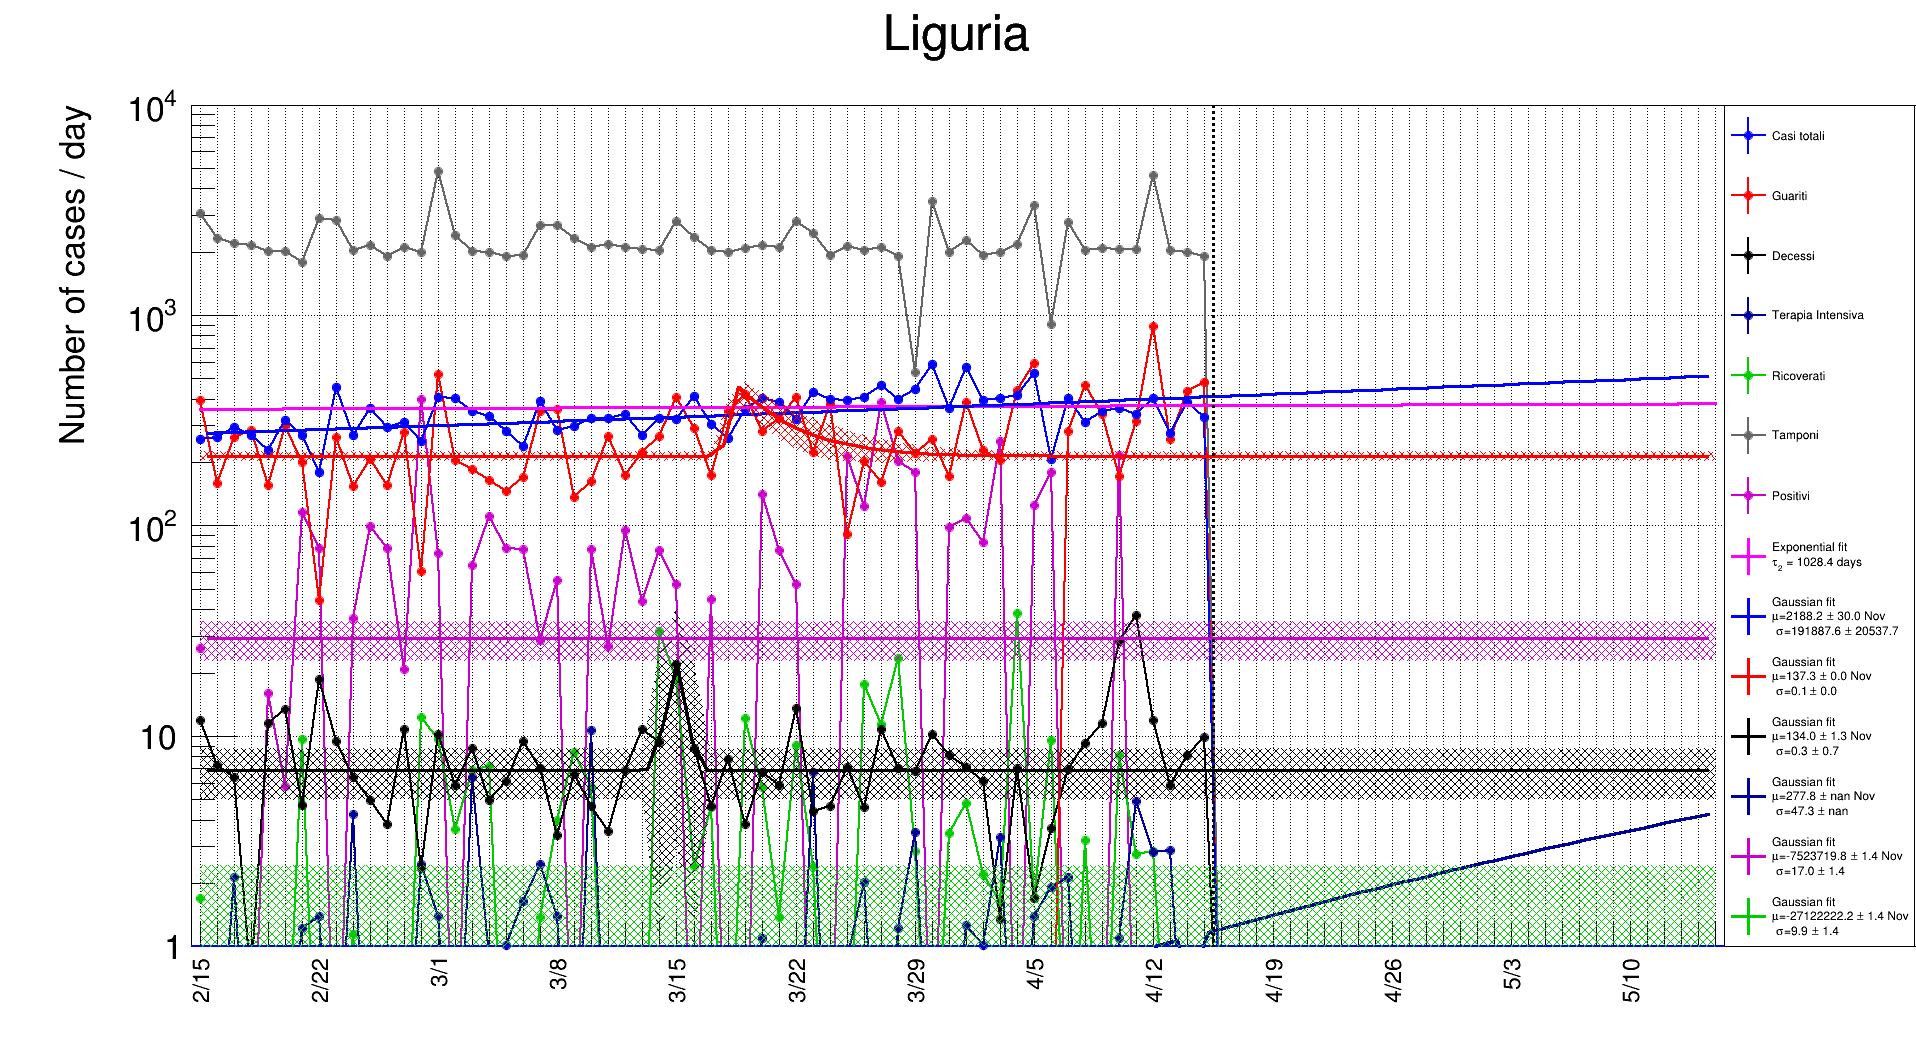 Liguria
Number of cases / day
10^4
10^3
10^2
10
1
2/15
2/22
3/1
3/8
3/15
3/22
3/29
4/5
4/12
4/19
4/26
5/3
5/10
Casi totali
Guariti
Decessi
Terapia Intensiva
Ricoverati
Tamponi
Positivi
Exponential fit
τ_2 = 1028.4 days
Gaussian fit
μ=2188.2 ± 30.0 Nov
σ=191887.6 ± 20537.7
Gaussian fit
μ=137.3 ± 0.0 Nov
σ=0.1 ± 0.0
Gaussian fit
μ=134.0 ± 1.3 Nov
σ=0.3 ± 0.7
Gaussian fit
μ=277.8 ± nan Nov
σ=47.3 ± nan
Gaussian fit
μ=-7523719.8 ± 1.4 Nov
σ=17.0 ± 1.4
Gaussian fit
μ=-27122222.2 ± 1.4 Nov
σ=9.9 ± 1.4